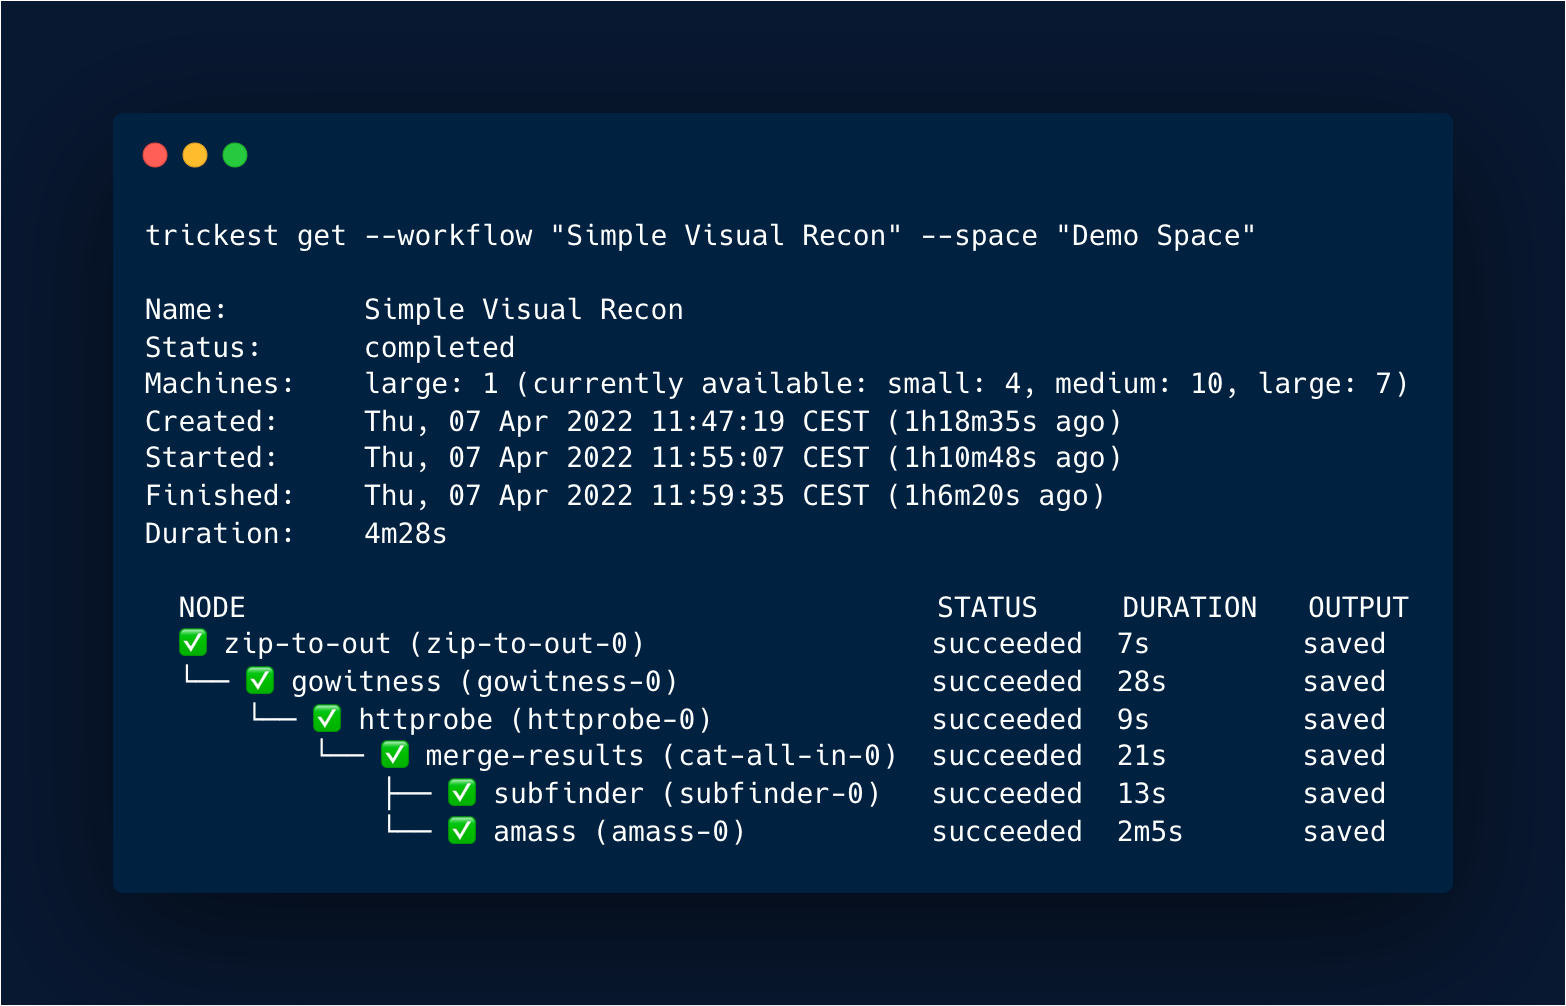 trickest get --workflow "Simple Visual Recon" --space "Demo Space"
Name: Simple Visual Recon
Status: completed
Machines: large: 1 (currently available: small: 4, medium: 10, large: 7)
Created: Thu, 07 Apr 2022 11:47:19 CEST (1h18m35s ago)
Started: Thu, 07 Apr 2022 11:55:07 CEST (1h10m48s ago)
Finished: Thu, 07 Apr 2022 11:59:35 CEST (1h6m20s ago)
Duration: 4m28s
NODE STATUS DURATION OUTPUT
✅ zip-to-out (zip-to-out-0) succeeded 7s saved
└── ✅ gowitness (gowitness-0) succeeded 28s saved
└── ✅ httprobe (httprobe-0) succeeded 9s saved
└── ✅ merge-results (cat-all-in-0) succeeded 21s saved
├── ✅ subfinder (subfinder-0) succeeded 13s saved
└── ✅ amass (amass-0) succeeded 2m5s saved